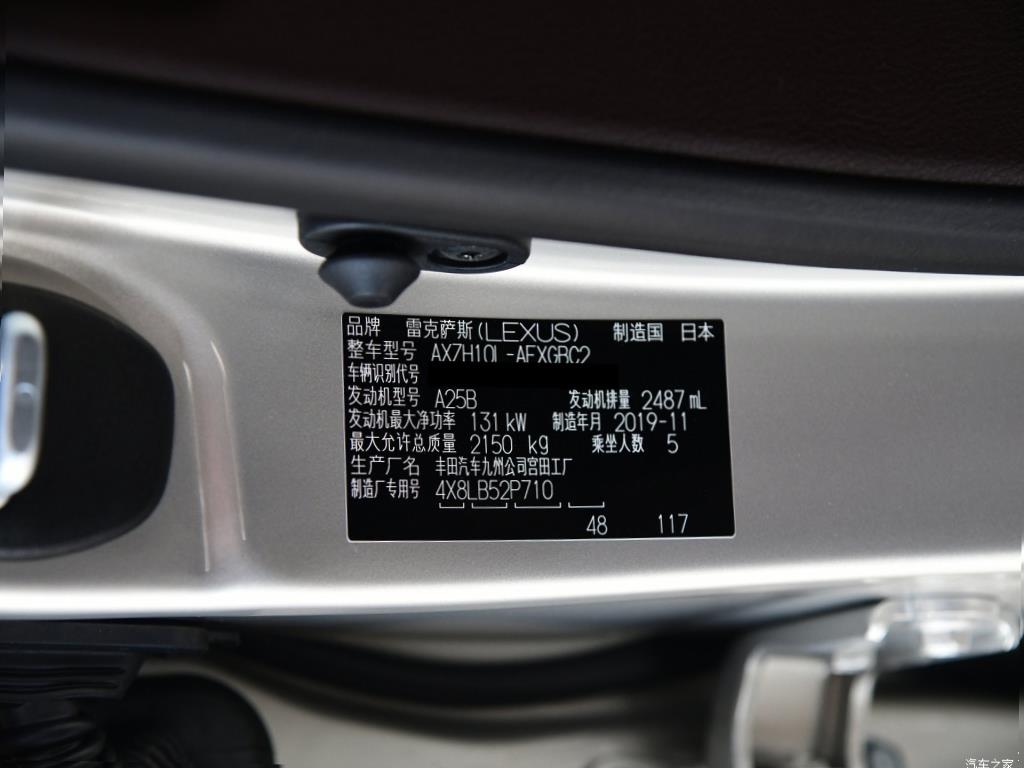 品牌 雷克萨斯(LEXUS) 制造国 日本
整车型号 AX7H10L-AEXGBC2
车辆识别代号
发动机型号 A25B 发动机排量 2487 mL
发动机最大净功率 131 kW 制造年月 2019-11
最大允许总质量 2150 kg 乘坐人数 5
生产厂名 丰田汽车九州公司宫田工厂
制造厂专用号 4X8LB52P710
48 117
汽车之家